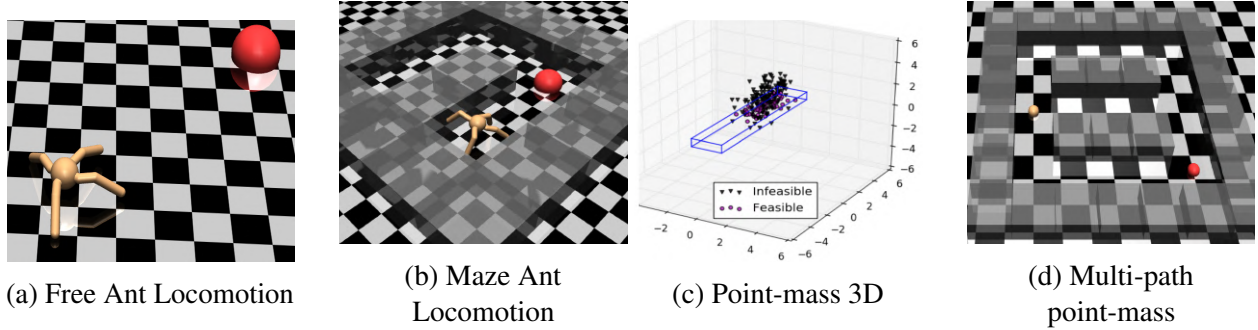 6
4
2
0
−2
−4
−6
Infeasible
Feasible
−2
0
2
4
6
−6
−4
−2
0
2
4
6
(a) Free Ant Locomotion
(b) Maze Ant
Locomotion
(c) Point-mass 3D
(d) Multi-path
point-mass